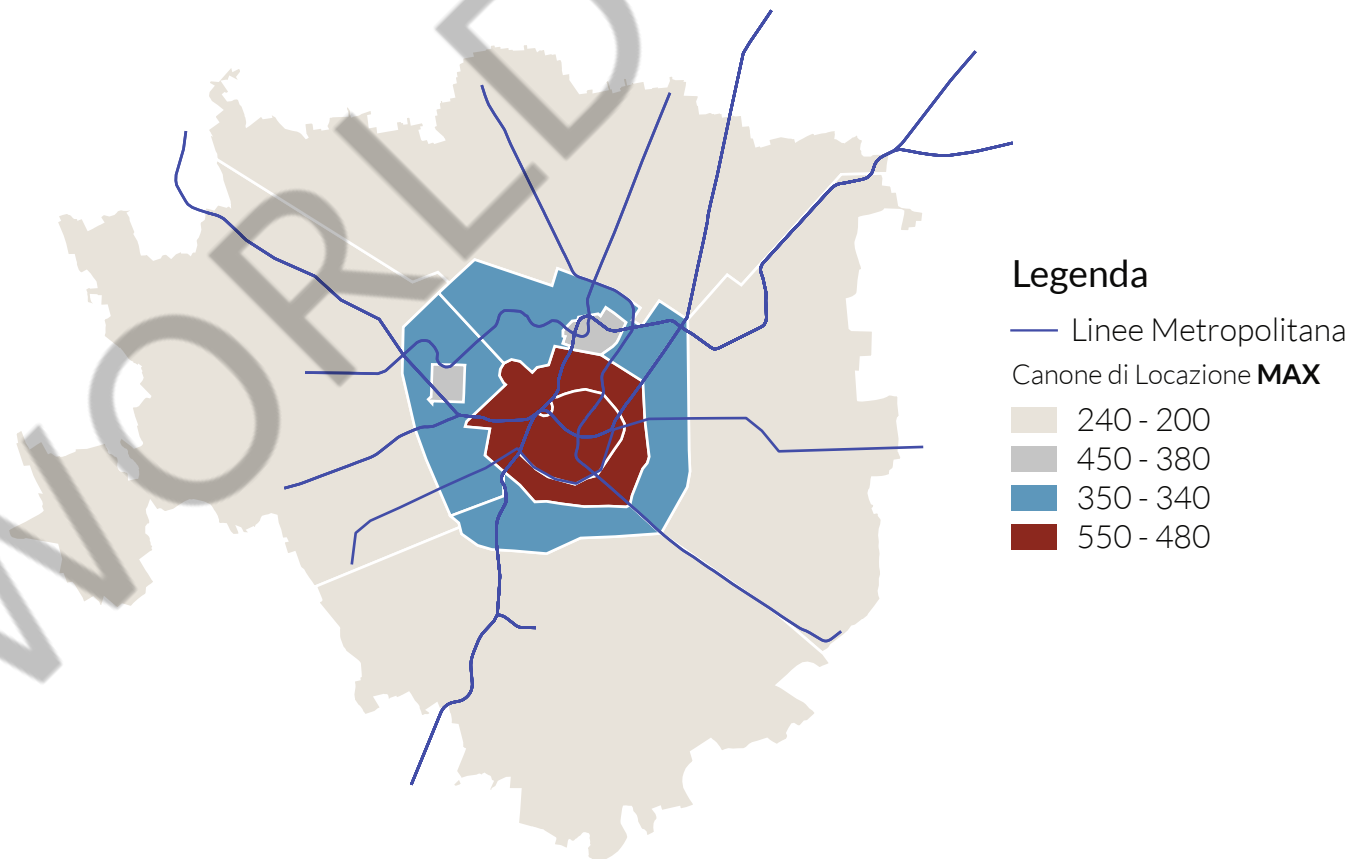 WORLD
Legenda
Linee Metropolitana
Canone di Locazione MAX
240 - 200
450 - 380
350 - 340
550 - 480